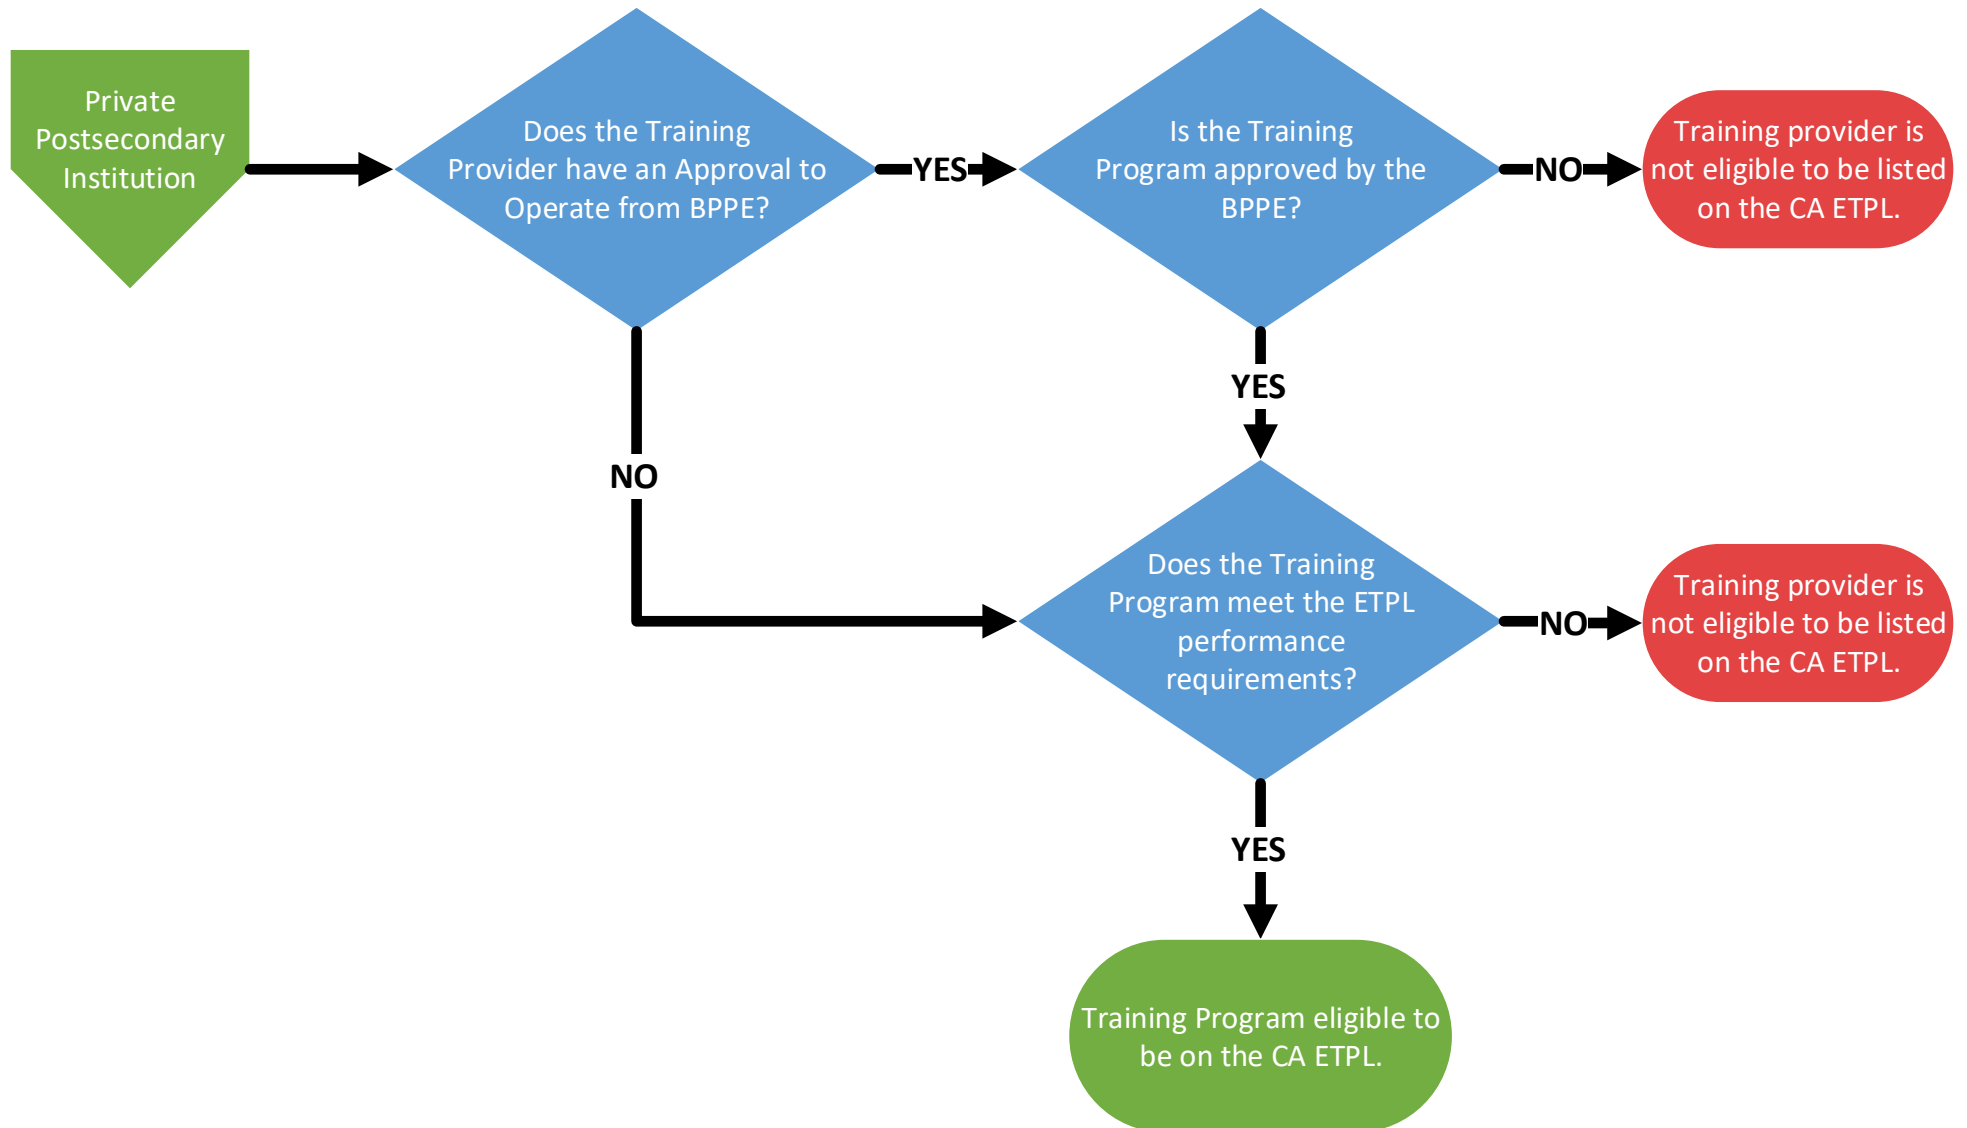 Private
Postsecondary
Institution
Does the Training
Provider have an Approval to
Operate from BPPE?
YES
Is the Training
Program approved by the
BPPE?
NO
Training provider is
not eligible to be listed
on the CA ETPL.
YES
NO
Does the Training
Program meet the ETPL
performance
requirements?
NO
Training provider is
not eligible to be listed
on the CA ETPL.
YES
Training Program eligible to
be on the CA ETPL.